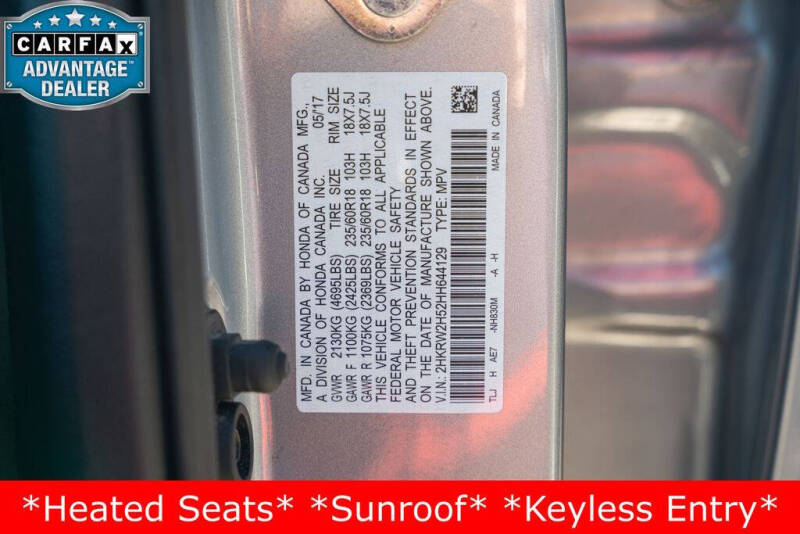 CARFAX
ADVANTAGE
DEALER
MFD. IN CANADA BY HONDA OF CANADA MFG.,
A DIVISION OF HONDA CANADA INC. 05/17
GVWR 2130KG (4695LBS) TIRE SIZE RIM SIZE
GAWR F 1100KG (2425LBS) 235/60R18 103H 18X7.5J
GAWR R 1075KG (2369LBS) 235/60R18 103H 18X7.5J
THIS VEHICLE CONFORMS TO ALL APPLICABLE
FEDERAL MOTOR VEHICLE SAFETY
AND THEFT PREVENTION STANDARDS IN EFFECT
ON THE DATE OF MANUFACTURE SHOWN ABOVE.
V.I.N.: 2HKRW2H52HH644129 TYPE: MPV
TLJ H AE7 -NH830M -A -H MADE IN CANADA
*Heated Seats* *Sunroof* *Keyless Entry*